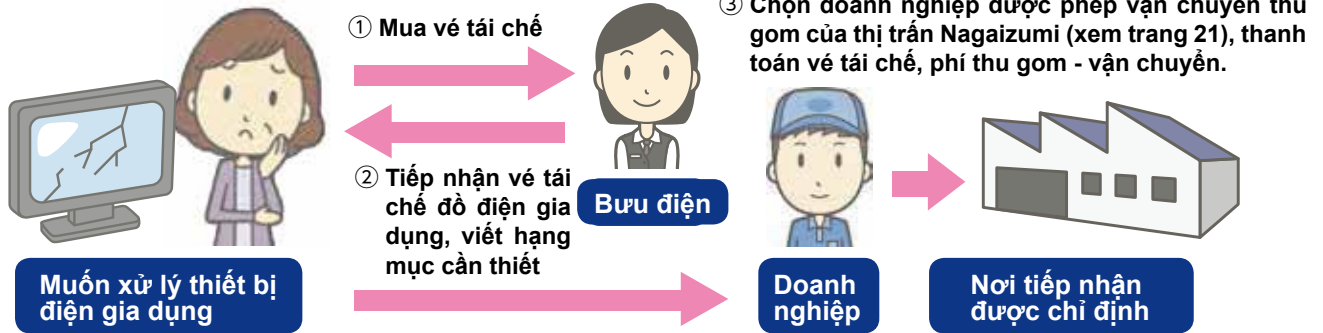 ① Mua vé tái chế
③ Chọn doanh nghiệp được phép vận chuyển thu
gom của thị trấn Nagaizumi (xem trang 21), thanh
toán vé tái chế, phí thu gom - vận chuyển.
② Tiếp nhận vé tái
chế đồ điện gia
dụng, viết hạng
mục cần thiết
Bưu điện
Muốn xử lý thiết bị
điện gia dụng
Doanh
nghiệp
Nơi tiếp nhận
được chỉ định